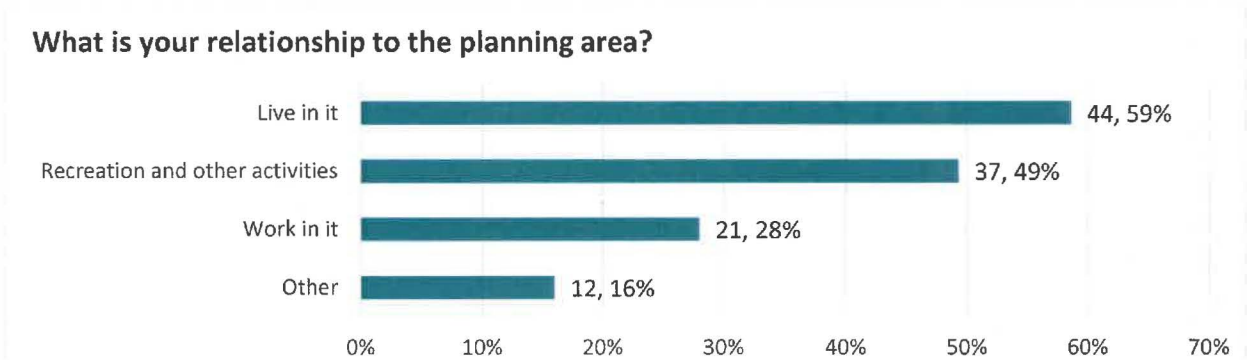 What is your relationship to the planning area?
Live in it 44, 59%
Recreation and other activities 37, 49%
Work in it 21, 28%
Other 12, 16%
0% 10% 20% 30% 40% 50% 60% 70%